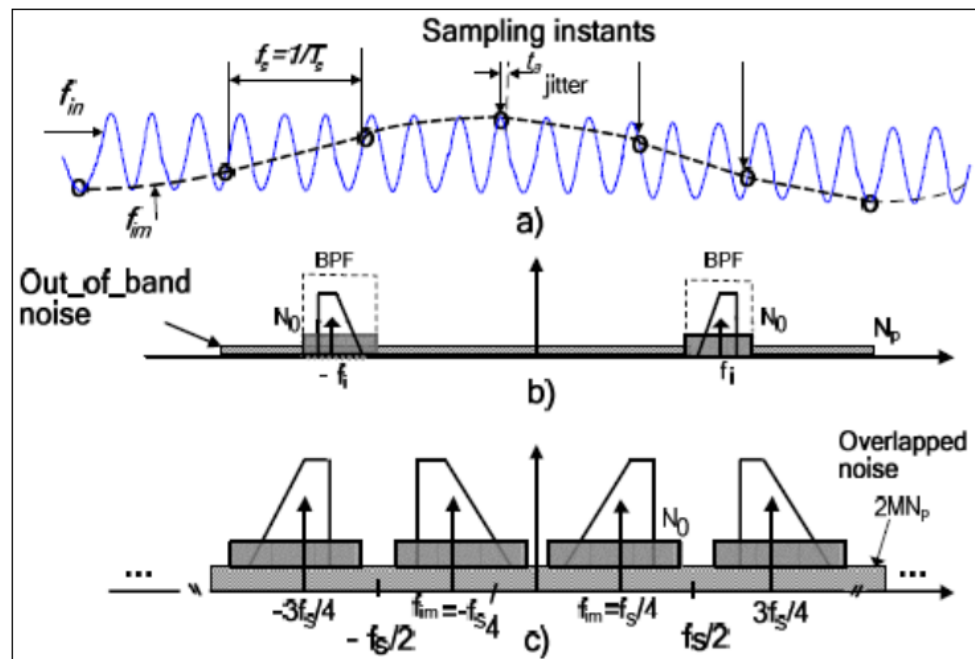 Sampling instants
f_s=1/T_s
t_a
jitter
f_in
f_im
a)
BPF
BPF
Out_of_band
noise
N_0
N_0
N_P
- f_i
f_i
b)
Overlapped
noise
2MN_P
N_0
...
...
-3f_s/4
f_im=-f_s/4
f_im=f_s/4
3f_s/4
- f_s/2
c)
f_s/2